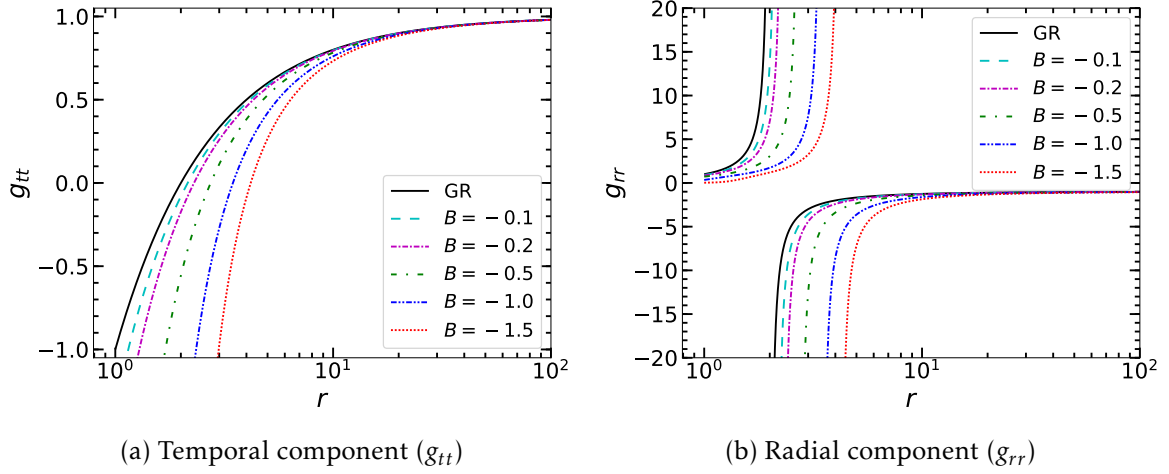 1.0
0.5
0.0
−0.5
−1.0
g_tt
10^0
10^1
10^2
r
GR
B = −0.1
B = −0.2
B = −0.5
B = −1.0
B = −1.5
(a) Temporal component (g_tt)
20
15
10
5
0
−5
−10
−15
−20
g_rr
10^0
10^1
10^2
r
GR
B = −0.1
B = −0.2
B = −0.5
B = −1.0
B = −1.5
(b) Radial component (g_rr)